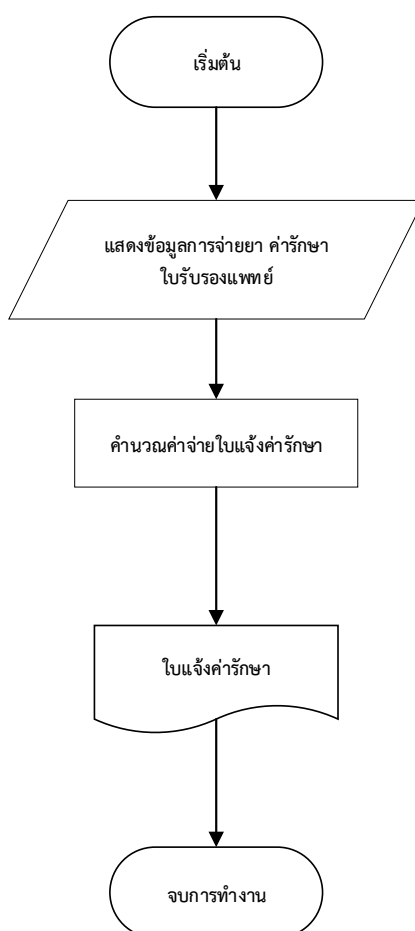 เริ่มต้น
แสดงข้อมูลการจ่ายยา ค่ารักษา
ใบรับรองแพทย์
คำนวณค่าจ่ายใบแจ้งค่ารักษา
ใบแจ้งค่ารักษา
จบการทำงาน